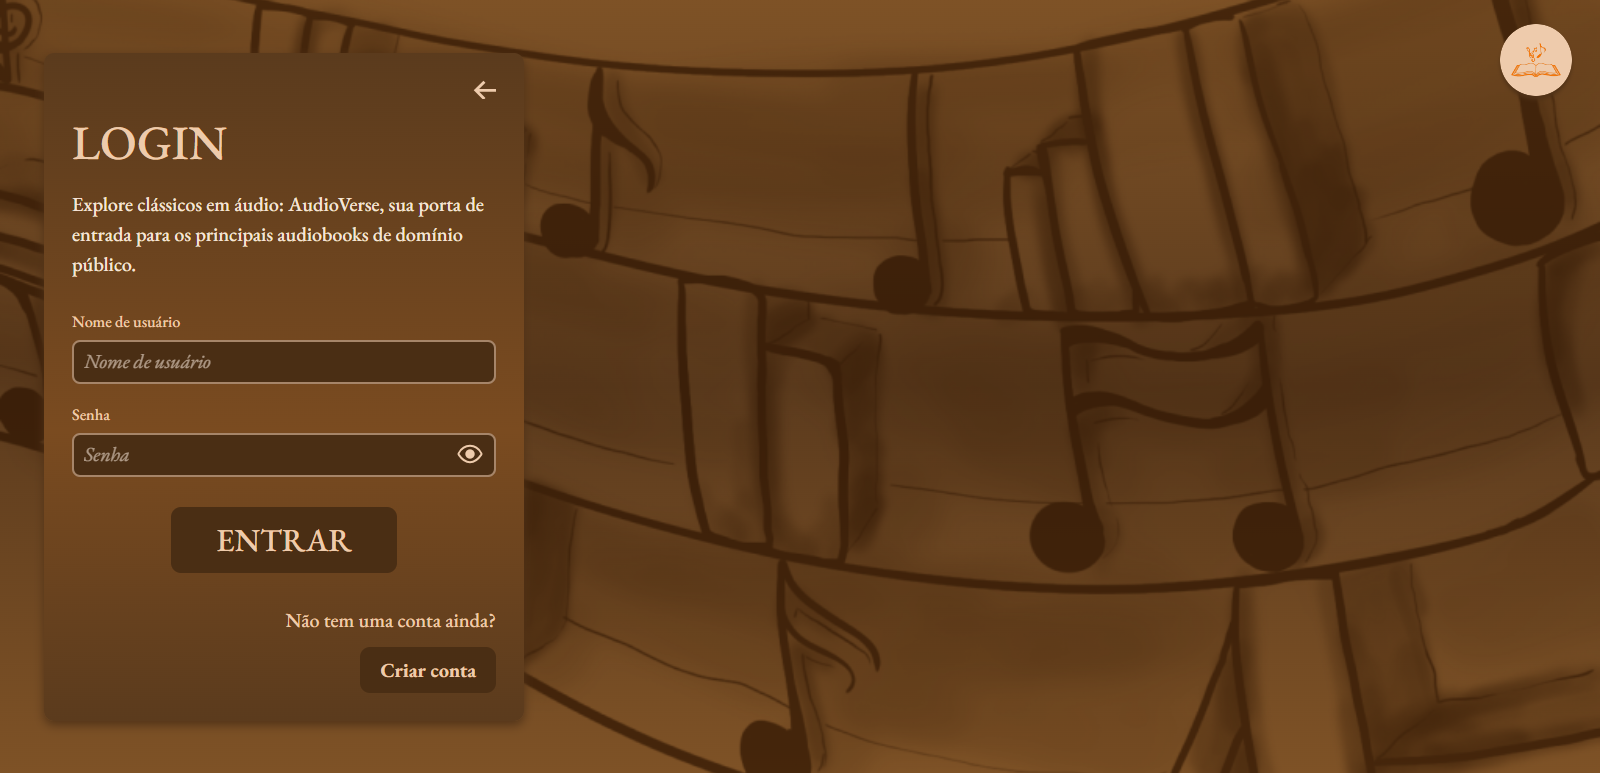 LOGIN
Explore clássicos em áudio: AudioVerse, sua porta de
entrada para os principais audiobooks de domínio
público.
Nome de usuário
Nome de usuário
Senha
Senha
ENTRAR
Não tem uma conta ainda?
Criar conta